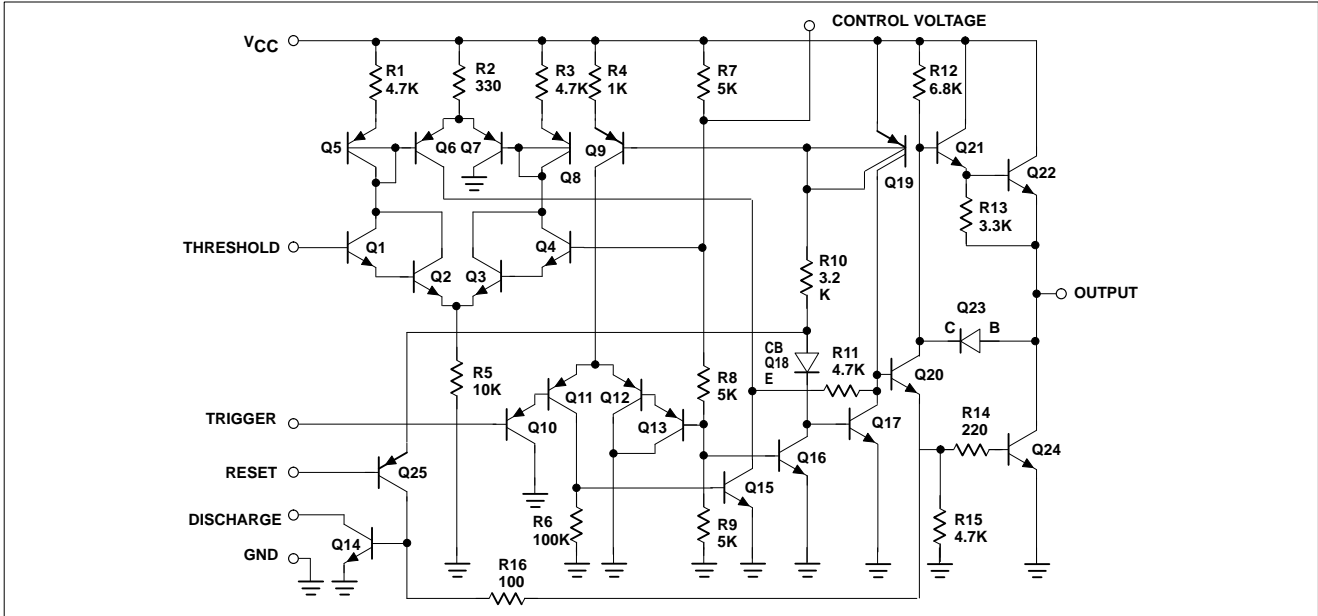 CONTROL VOLTAGE
VCC
R1
4.7K
R2
330
R3
4.7K
R4
1K
R7
5K
R12
6.8K
Q5
Q6
Q7
Q8
Q9
Q19
Q21
Q22
R13
3.3K
THRESHOLD
Q1
Q2
Q3
Q4
R10
3.2
K
OUTPUT
Q23
C
B
CB
Q18
E
R11
4.7K
Q20
R5
10K
Q11
Q12
R8
5K
TRIGGER
Q10
Q13
Q17
R14
220
Q24
RESET
Q25
Q16
Q15
DISCHARGE
R6
100K
R9
5K
R15
4.7K
Q14
GND
R16
100